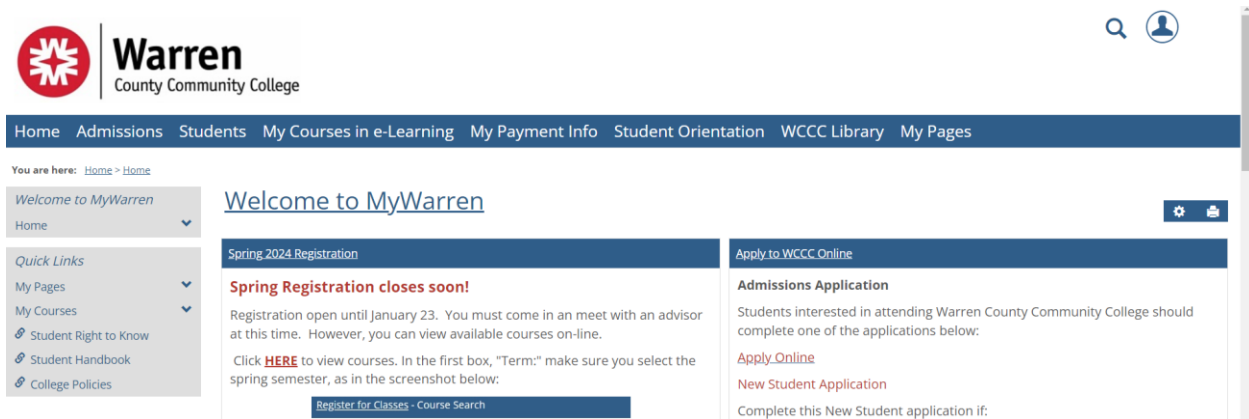 Warren
County Community College
Home Admissions Students My Courses in e-Learning My Payment Info Student Orientation WCCC Library My Pages
You are here: Home > Home
Welcome to MyWarren
Home
Quick Links
My Pages
My Courses
Student Right to Know
Student Handbook
College Policies
Welcome to MyWarren
Spring 2024 Registration
Spring Registration closes soon!
Registration open until January 23. You must come in an meet with an advisor
at this time. However, you can view available courses on-line.
Click HERE to view courses. In the first box, "Term:" make sure you select the
spring semester, as in the screenshot below:
Register for Classes - Course Search
Apply to WCCC Online
Admissions Application
Students interested in attending Warren County Community College should
complete one of the applications below:
Apply Online
New Student Application
Complete this New Student application if: